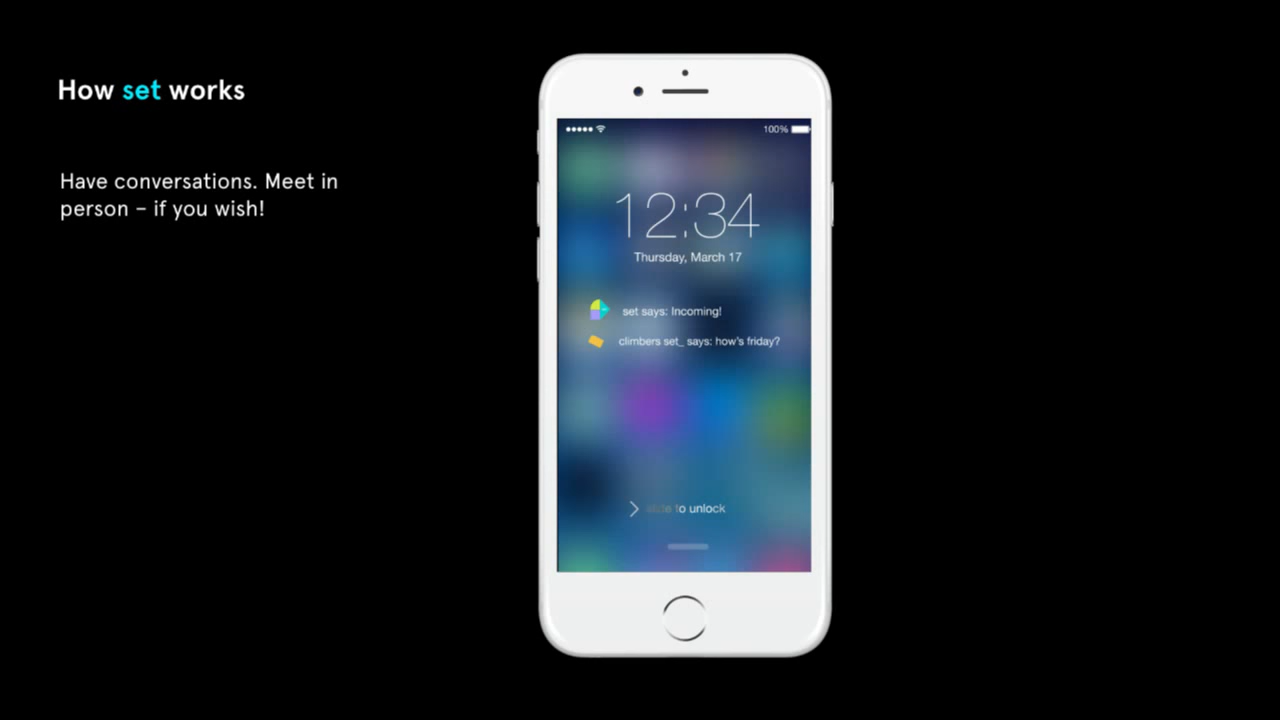 How set works
Have conversations. Meet in
person – if you wish!
100%
12:34
Thursday, March 17
set says: Incoming!
climbers set_ says: how's friday?
slide to unlock